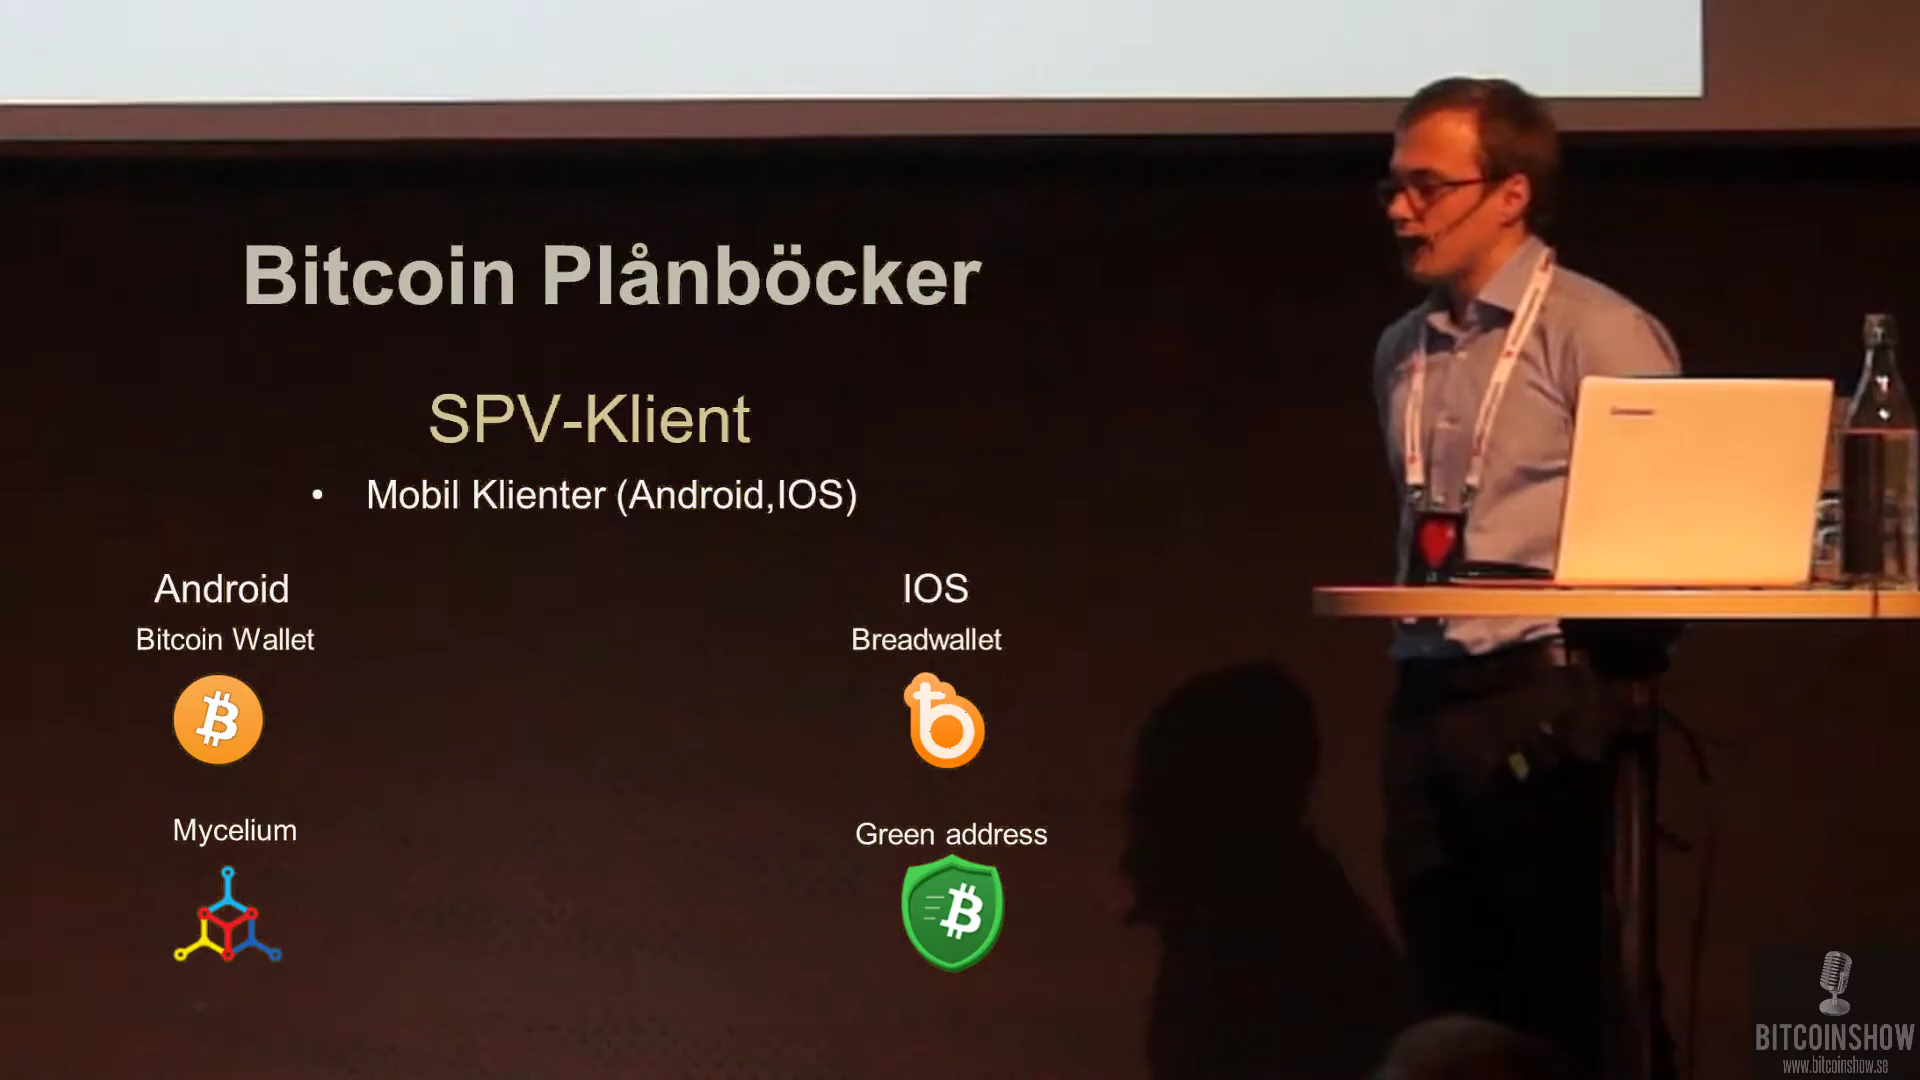 Bitcoin Plånböcker
SPV-Klient
• Mobil Klienter (Android,IOS)
Android
Bitcoin Wallet
Mycelium
IOS
Breadwallet
Green address
BITCOINSHOW
www.bitcoinshow.se